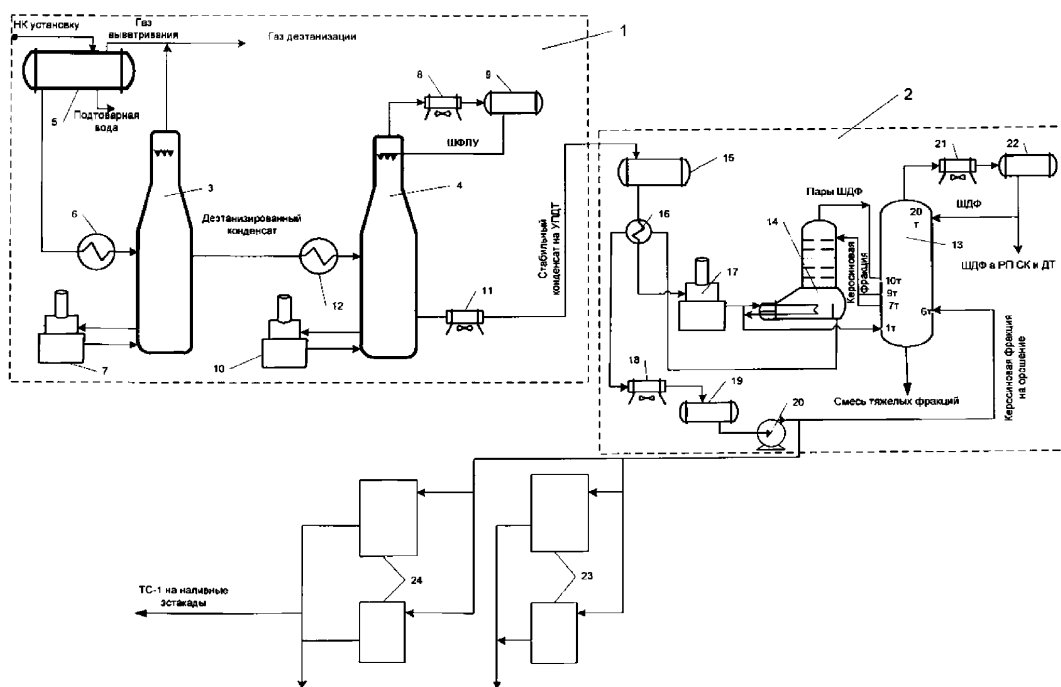 НК установку
Газ
выватривания
Газ деэтанизации
1
Подтоварная
вода
5
8
9
ШФЛУ
2
3
4
6
Деэтанизированный
конденсат
12
7
10
11
Стабильный
конденсат на УПДТ
15
16
17
18
19
20
Пары ШДФ
14
Керосиновая
фракция
21
22
20
т
ШДФ
13
ШДФ в РП СК и ДТ
10т
9т
7т
6т
1т
Смесь тяжелых фракций
Керосиновая фракция
на орошение
24
23
ТС-1 на наливные
эстакады